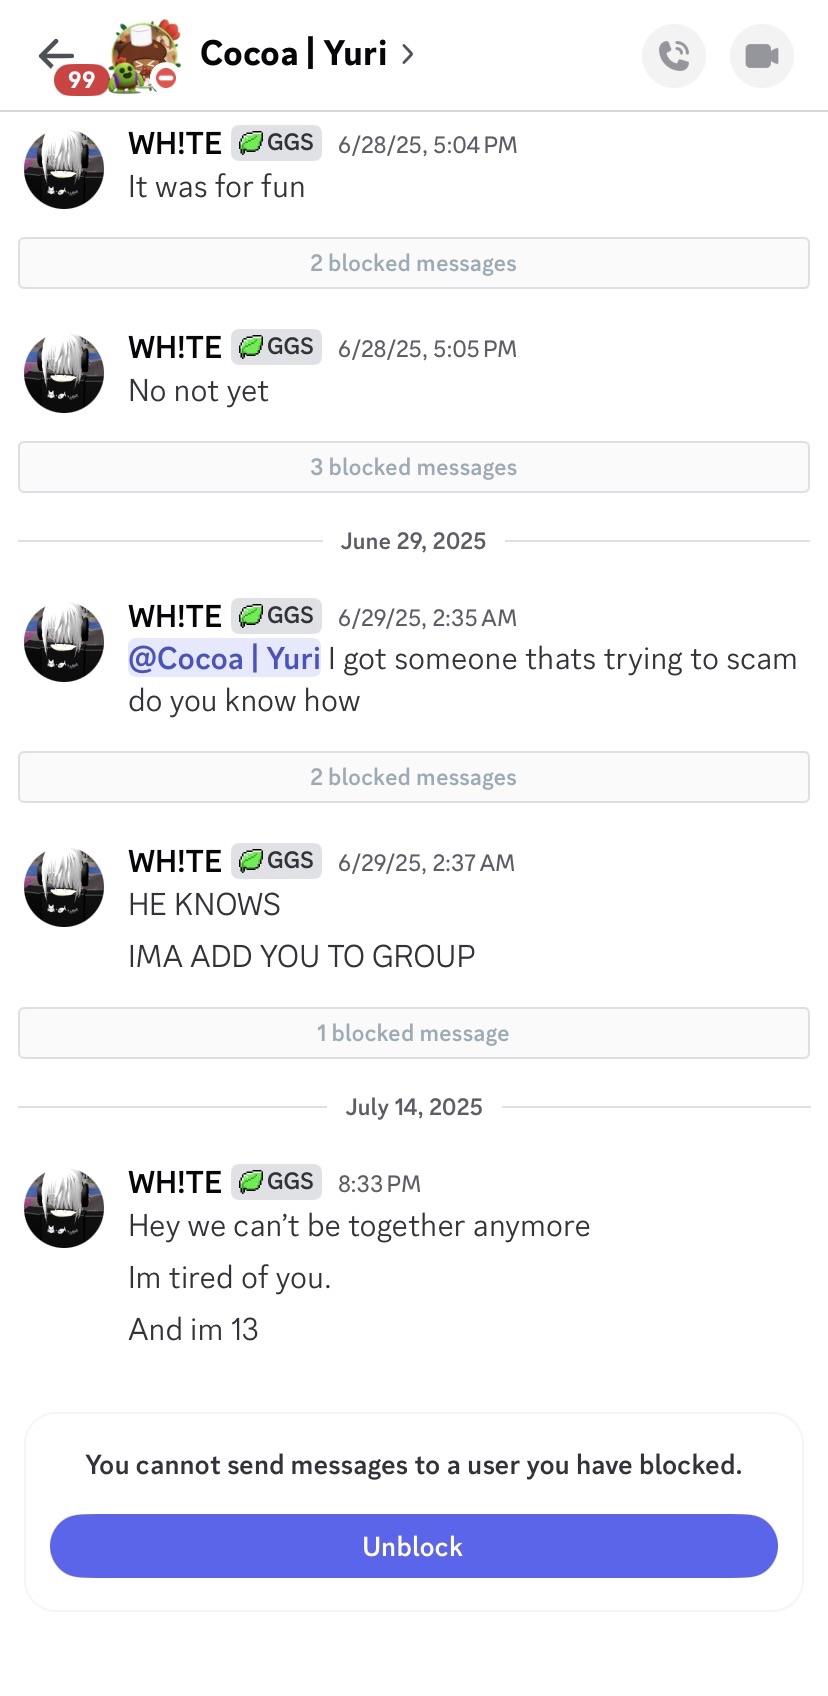 Cocoa | Yuri
99
WH!TE GGS 6/28/25, 5:04 PM
It was for fun
2 blocked messages
WH!TE GGS 6/28/25, 5:05 PM
No not yet
3 blocked messages
June 29, 2025
WH!TE GGS 6/29/25, 2:35 AM
@Cocoa | Yuri I got someone thats trying to scam
do you know how
2 blocked messages
WH!TE GGS 6/29/25, 2:37 AM
HE KNOWS
IMA ADD YOU TO GROUP
1 blocked message
July 14, 2025
WH!TE GGS 8:33 PM
Hey we can’t be together anymore
Im tired of you.
And im 13
You cannot send messages to a user you have blocked.
Unblock